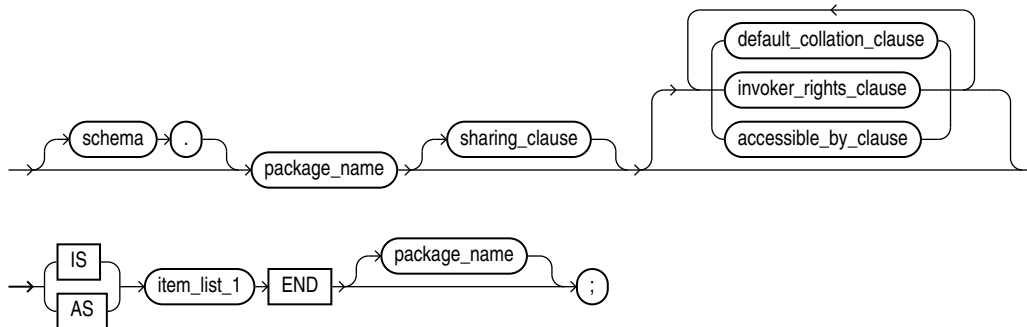 default_collation_clause
invoker_rights_clause
schema . sharing_clause accessible_by_clause
package_name
IS package_name
item_list_1 END ;
AS